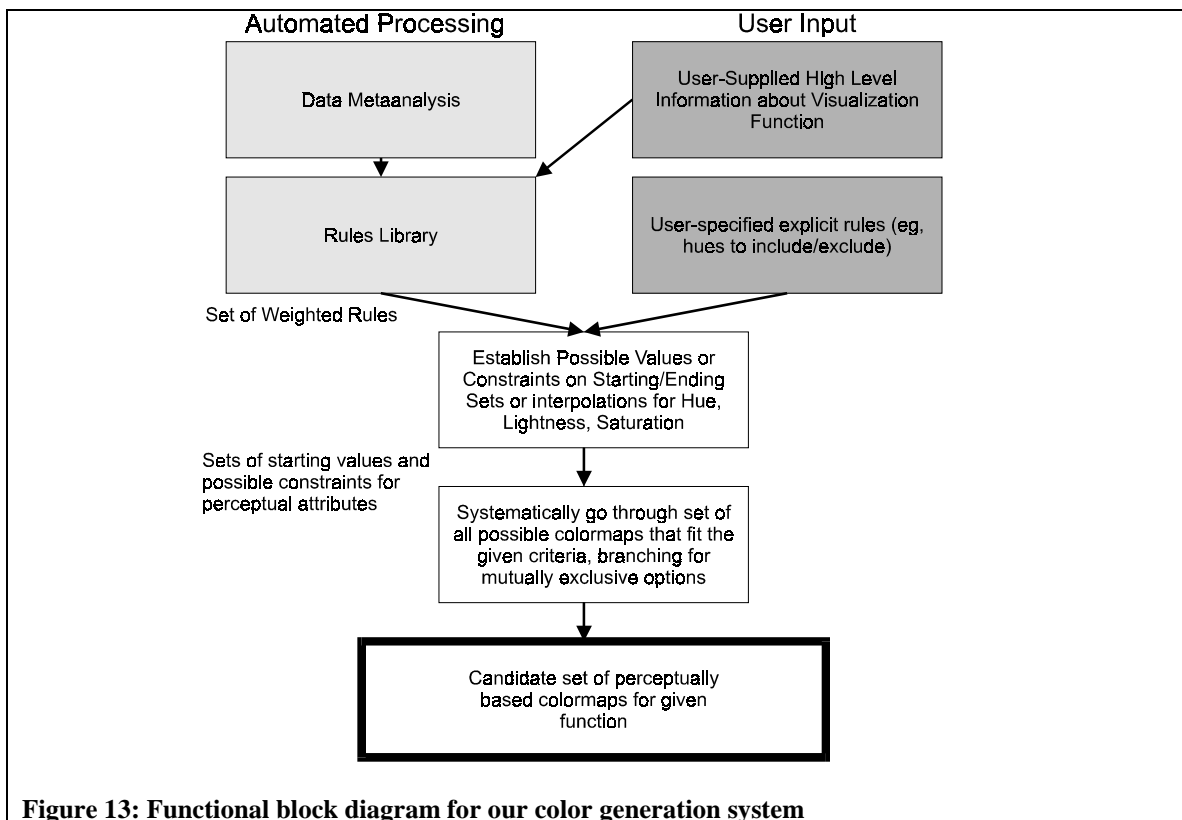 Automated Processing
User Input
Data Metaanalysis
User-Supplied High Level
Information about Visualization
Function
Rules Library
User-specified explicit rules (eg,
hues to include/exclude)
Set of Weighted Rules
Establish Possible Values or
Constraints on Starting/Ending
Sets or interpolations for Hue,
Lightness, Saturation
Sets of starting values and
possible constraints for
perceptual attributes
Systematically go through set of
all possible colormaps that fit the
given criteria, branching for
mutually exclusive options
Candidate set of perceptually
based colormaps for given
function
Figure 13: Functional block diagram for our color generation system